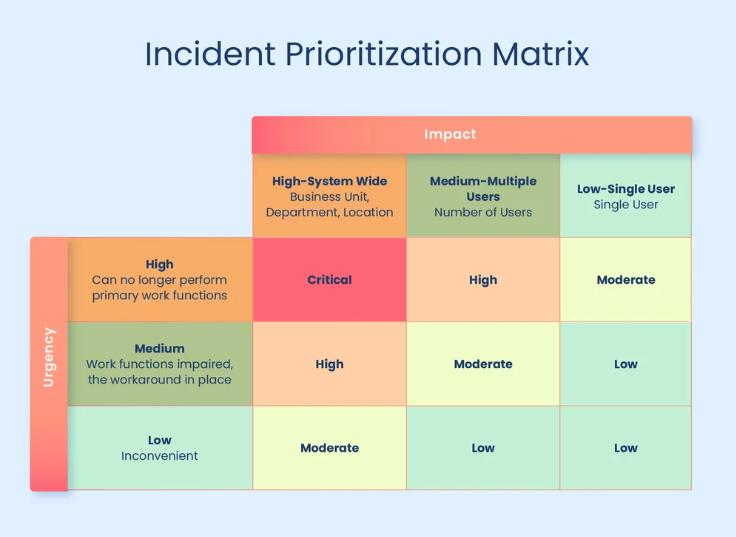 Incident Prioritization Matrix
Impact
High-System Wide
Business Unit,
Department, Location
Medium-Multiple
Users
Number of Users
Low-Single User
Single User
Urgency
High
Can no longer perform
primary work functions
Critical
High
Moderate
Medium
Work functions impaired,
the workaround in place
High
Moderate
Low
Low
Inconvenient
Moderate
Low
Low